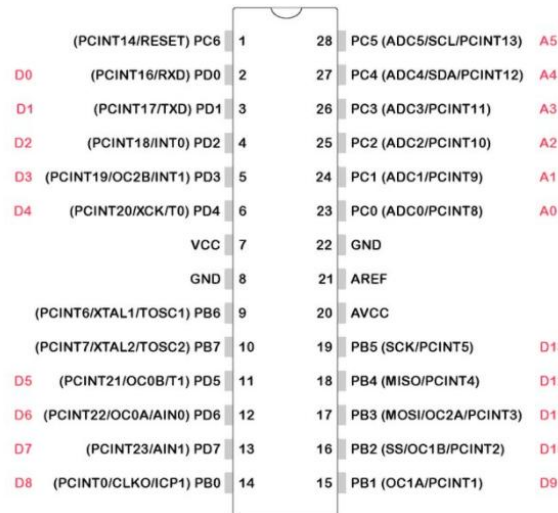 (PCINT14/RESET) PC6 1 28 PC5 (ADC5/SCL/PCINT13) A5
D0 (PCINT16/RXD) PD0 2 27 PC4 (ADC4/SDA/PCINT12) A4
D1 (PCINT17/TXD) PD1 3 26 PC3 (ADC3/PCINT11) A3
D2 (PCINT18/INT0) PD2 4 25 PC2 (ADC2/PCINT10) A2
D3 (PCINT19/OC2B/INT1) PD3 5 24 PC1 (ADC1/PCINT9) A1
D4 (PCINT20/XCK/T0) PD4 6 23 PC0 (ADC0/PCINT8) A0
VCC 7 22 GND
GND 8 21 AREF
(PCINT6/XTAL1/TOSC1) PB6 9 20 AVCC
(PCINT7/XTAL2/TOSC2) PB7 10 19 PB5 (SCK/PCINT5) D1
D5 (PCINT21/OC0B/T1) PD5 11 18 PB4 (MISO/PCINT4) D1
D6 (PCINT22/OC0A/AIN0) PD6 12 17 PB3 (MOSI/OC2A/PCINT3) D1
D7 (PCINT23/AIN1) PD7 13 16 PB2 (SS/OC1B/PCINT2) D1
D8 (PCINT0/CLKO/ICP1) PB0 14 15 PB1 (OC1A/PCINT1) D9